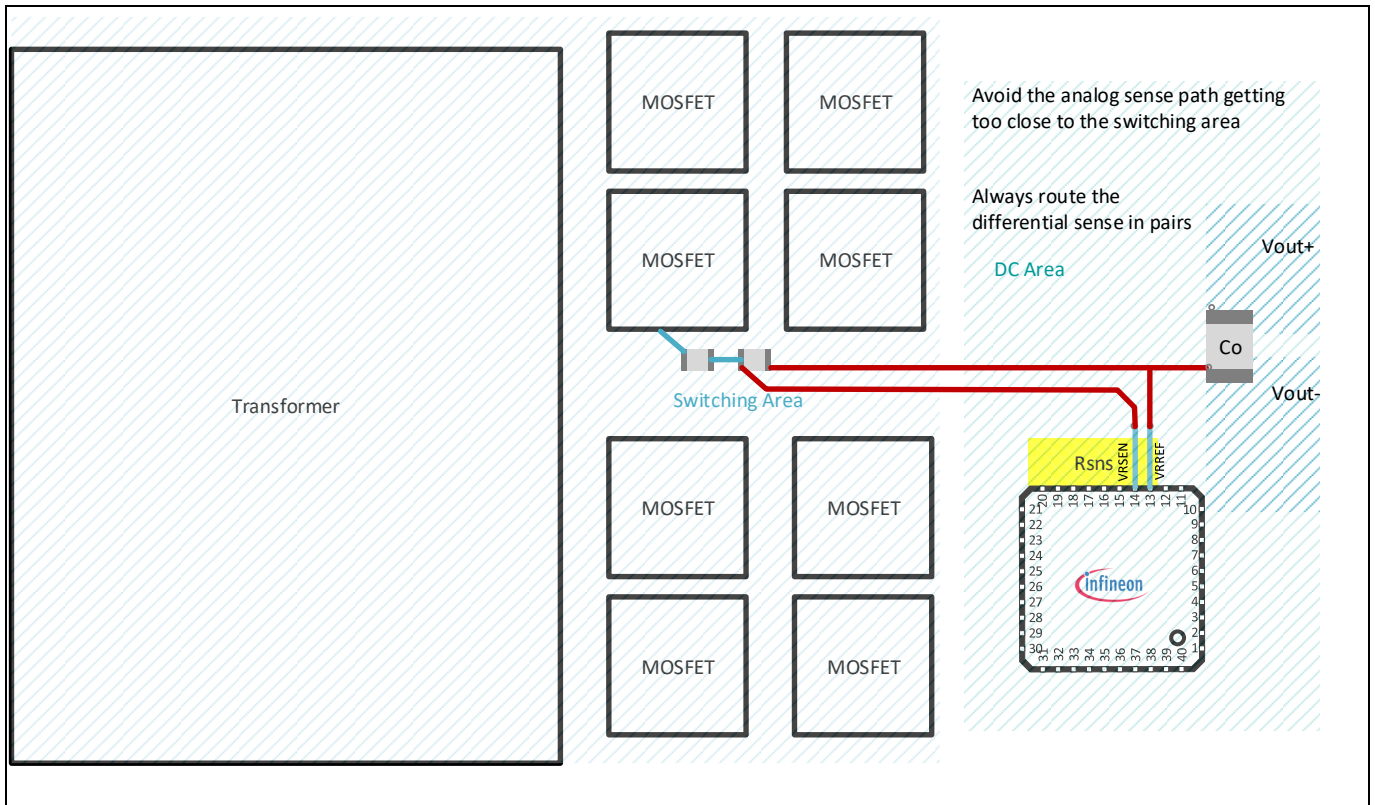 MOSFET
MOSFET
Avoid the analog sense path getting
too close to the switching area
Always route the
differential sense in pairs
MOSFET
MOSFET
Vout+
DC Area
Co
Transformer
Switching Area
Vout-
Rsns
VRSEN
VRREF
MOSFET
MOSFET
20
19
18
17
16
15
14
13
12
11
21
22
23
24
25
26
27
28
29
30
infineon
10
9
8
7
6
5
4
3
2
1
31
32
33
34
35
36
37
38
39
40
MOSFET
MOSFET